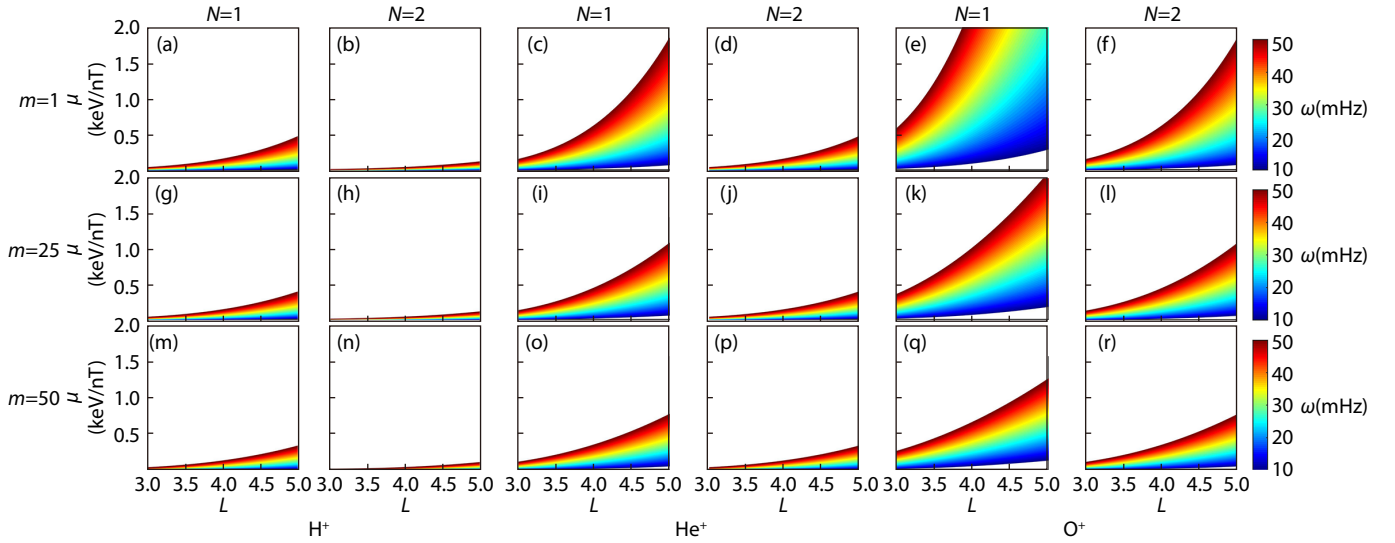 N=1 N=2 N=1 N=2 N=1 N=2
2.0 (a) (b) (c) (d) (e) (f) 50
1.5 40
m=1 μ (keV/nT) 1.0 30 ω(mHz)
0.5 20
10
2.0 (g) (h) (i) (j) (k) (l) 50
1.5 40
m=25 μ (keV/nT) 1.0 30 ω(mHz)
0.5 20
10
2.0 (m) (n) (o) (p) (q) (r) 50
1.5 40
m=50 μ (keV/nT) 1.0 30 ω(mHz)
0.5 20
10
3.0 3.5 4.0 4.5 5.0 3.0 3.5 4.0 4.5 5.0 3.0 3.5 4.0 4.5 5.0 3.0 3.5 4.0 4.5 5.0 3.0 3.5 4.0 4.5 5.0 3.0 3.5 4.0 4.5 5.0
L L L L L L
H⁺ He⁺ O⁺